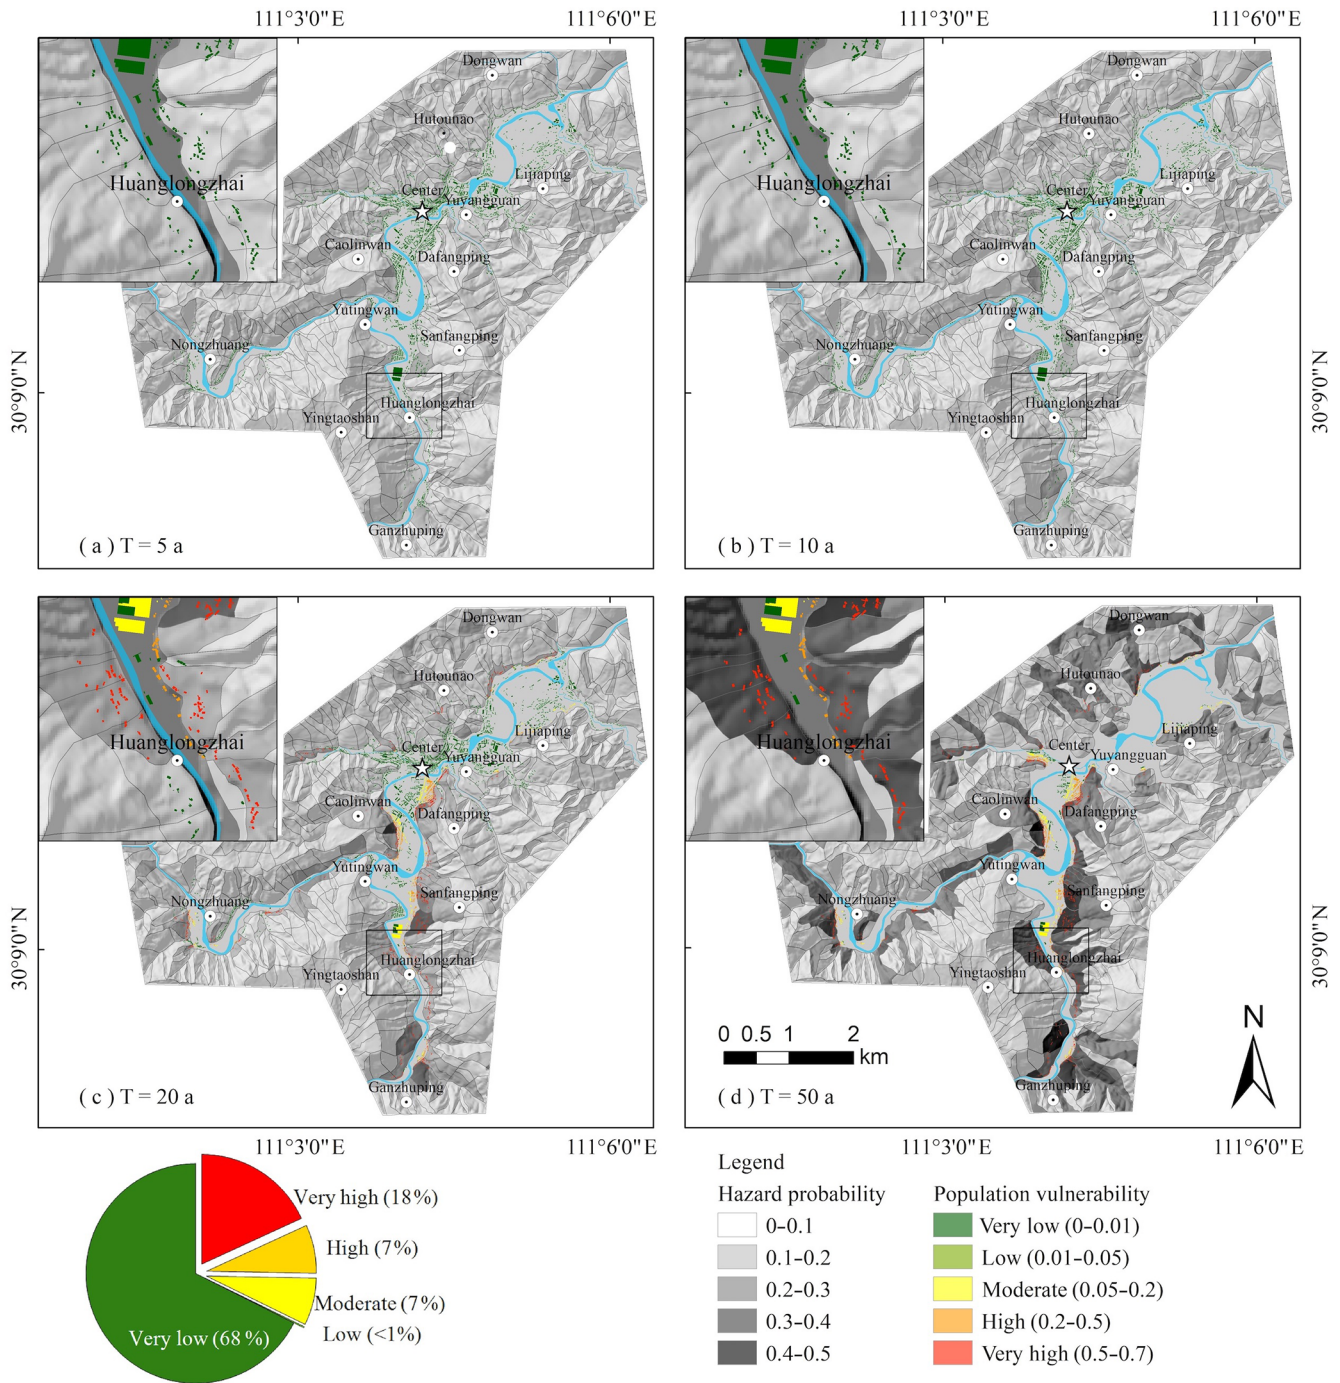 111°3'0"E
111°6'0"E
111°3'0"E
111°6'0"E
30°9'0"N
30°9'0"N
Huanglongzhai
Dongwan
Hutounao
Center
Lijiaping
Yuyangguan
Caolinwan
Dafangping
Yutingwan
Sanfangping
Nongzhuang
Huanglongzhai
Yingtaoshan
Ganzhuping
( a ) T = 5 a
Huanglongzhai
Dongwan
Hutounao
Center
Lijiaping
Yuyangguan
Caolinwan
Dafangping
Yutingwan
Sanfangping
Nongzhuang
Huanglongzhai
Yingtaoshan
Ganzhuping
( b ) T = 10 a
30°9'0"N
30°9'0"N
Huanglongzhai
Dongwan
Hutounao
Center
Lijiaping
Yuyangguan
Caolinwan
Dafangping
Yutingwan
Sanfangping
Nongzhuang
Huanglongzhai
Yingtaoshan
Ganzhuping
( c ) T = 20 a
Huanglongzhai
Dongwan
Hutounao
Center
Lijiaping
Yuyangguan
Caolinwan
Dafangping
Yutingwan
Sanfangping
Nongzhuang
Huanglongzhai
Yingtaoshan
Ganzhuping
0 0.5 1 2
km
N
( d ) T = 50 a
111°3'0"E
111°6'0"E
111°3'0"E
111°6'0"E
Very high (18%)
High (7%)
Moderate (7%)
Low (<1%)
Very low (68%)
Legend
Hazard probability
0–0.1
0.1–0.2
0.2–0.3
0.3–0.4
0.4–0.5
Population vulnerability
Very low (0–0.01)
Low (0.01–0.05)
Moderate (0.05–0.2)
High (0.2–0.5)
Very high (0.5–0.7)